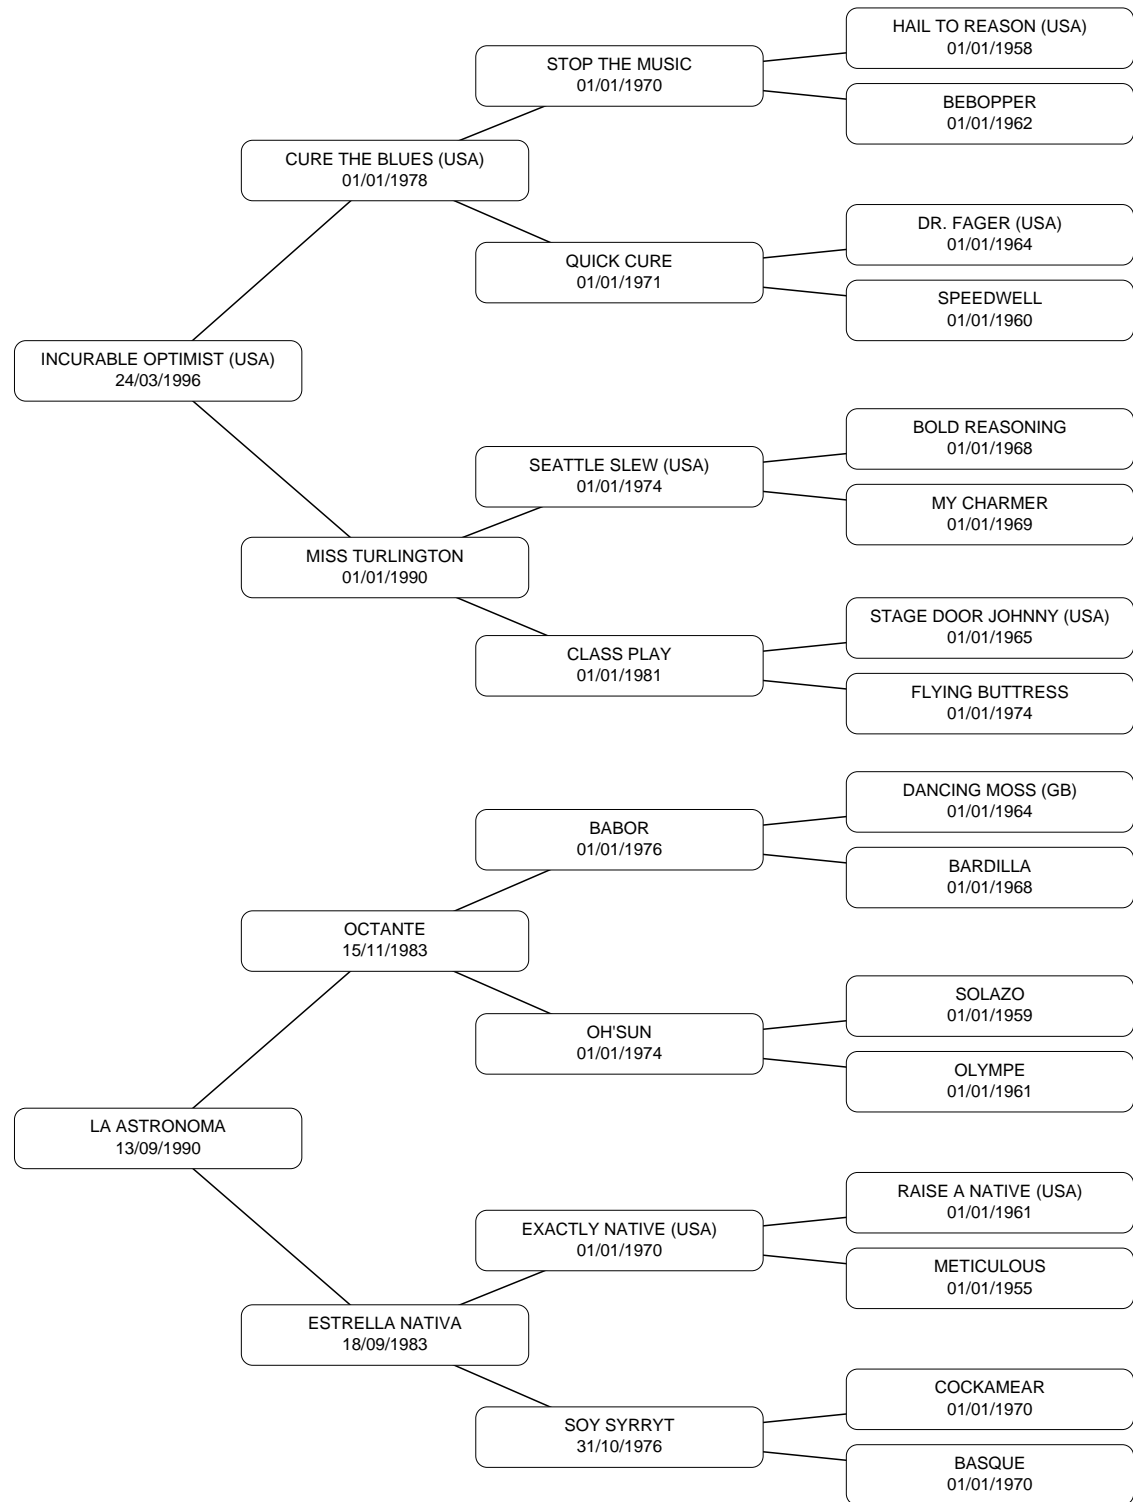 HAIL TO REASON (USA)
01/01/1958
STOP THE MUSIC
01/01/1970
BEBOPPER
01/01/1962
CURE THE BLUES (USA)
01/01/1978
DR. FAGER (USA)
01/01/1964
QUICK CURE
01/01/1971
SPEEDWELL
01/01/1960
INCURABLE OPTIMIST (USA)
24/03/1996
BOLD REASONING
01/01/1968
SEATTLE SLEW (USA)
01/01/1974
MY CHARMER
01/01/1969
MISS TURLINGTON
01/01/1990
STAGE DOOR JOHNNY (USA)
01/01/1965
CLASS PLAY
01/01/1981
FLYING BUTTRESS
01/01/1974
DANCING MOSS (GB)
01/01/1964
BABOR
01/01/1976
BARDILLA
01/01/1968
OCTANTE
15/11/1983
SOLAZO
01/01/1959
OH'SUN
01/01/1974
OLYMPE
01/01/1961
LA ASTRONOMA
13/09/1990
RAISE A NATIVE (USA)
01/01/1961
EXACTLY NATIVE (USA)
01/01/1970
METICULOUS
01/01/1955
ESTRELLA NATIVA
18/09/1983
COCKAMEAR
01/01/1970
SOY SYRRYT
31/10/1976
BASQUE
01/01/1970